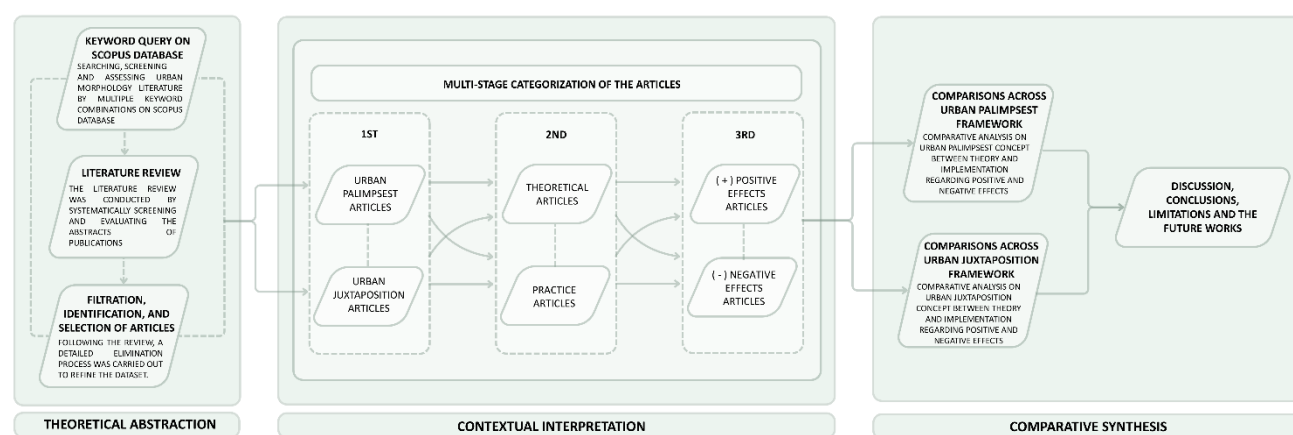 KEYWORD QUERY ON
SCOPUS DATABASE
SEARCHING, SCREENING
AND ASSESSING URBAN
MORPHOLOGY LITERATURE
BY MULTIPLE KEYWORD
COMBINATIONS ON SCOPUS
DATABASE
LITERATURE REVIEW
THE LITERATURE REVIEW
WAS CONDUCTED BY
SYSTEMATICALLY SCREENING
AND EVALUATING THE
ABSTRACTS OF
PUBLICATIONS
FILTRATION,
IDENTIFICATION, AND
SELECTION OF ARTICLES
FOLLOWING THE REVIEW, A
DETAILED ELIMINATION
PROCESS WAS CARRIED OUT
TO REFINE THE DATASET.
THEORETICAL ABSTRACTION
MULTI-STAGE CATEGORIZATION OF THE ARTICLES
1ST
URBAN
PALIMPSEST
ARTICLES
URBAN
JUXTAPOSITION
ARTICLES
2ND
THEORETICAL
ARTICLES
PRACTICE
ARTICLES
3RD
( + ) POSITIVE
EFFECTS
ARTICLES
( - ) NEGATIVE
EFFECTS
ARTICLES
CONTEXTUAL INTERPRETATION
COMPARISONS ACROSS
URBAN PALIMPSEST
FRAMEWORK
COMPARATIVE ANALYSIS ON
URBAN PALIMPSEST CONCEPT
BETWEEN THEORY AND
IMPLEMENTATION
REGARDING POSITIVE AND
NEGATIVE EFFECTS
COMPARISONS ACROSS
URBAN JUXTAPOSITION
FRAMEWORK
COMPARATIVE ANALYSIS ON
URBAN JUXTAPOSITION
CONCEPT BETWEEN THEORY
AND IMPLEMENTATION
REGARDING POSITIVE AND
NEGATIVE EFFECTS
DISCUSSION,
CONCLUSIONS,
LIMITATIONS AND THE
FUTURE WORKS
COMPARATIVE SYNTHESIS